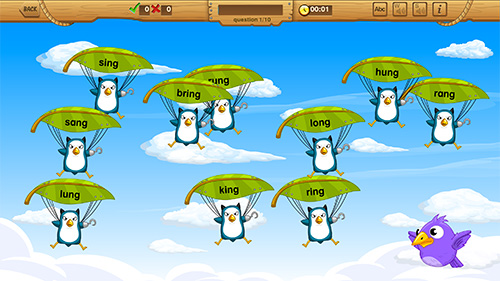 BACK
0 0
question 1/10
00:01
Abc
i
sing
rung
hung
bring
rang
sang
long
lung
king
ring